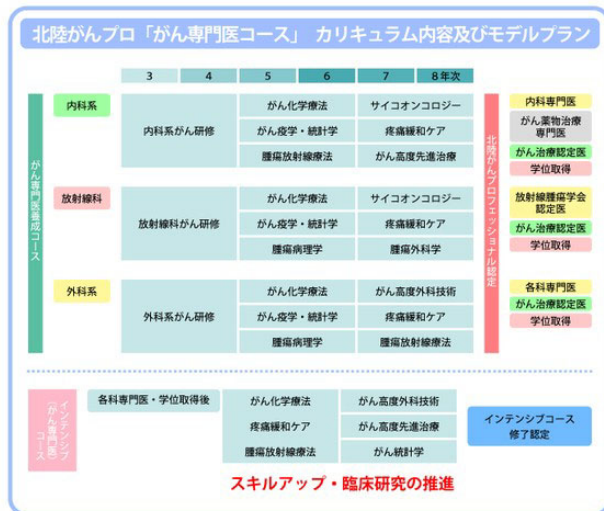 北陸がんプロ「がん専門医コース」 カリキュラム内容及びモデルプラン
3 4 5 6 7 8年次
がん専門医養成コース
内科系
内科系がん研修
がん化学療法
がん疫学・統計学
腫瘍放射線療法
サイコオンコロジー
疼痛緩和ケア
がん高度先進治療
放射線科
放射線科がん研修
がん化学療法
がん疫学・統計学
腫瘍病理学
サイコオンコロジー
疼痛緩和ケア
腫瘍外科学
外科系
外科系がん研修
がん化学療法
がん疫学・統計学
腫瘍病理学
がん高度外科技術
疼痛緩和ケア
腫瘍放射線療法
北陸がんプロフェッショナル認定
内科専門医
がん薬物治療
専門医
がん治療認定医
学位取得
放射線腫瘍学会
認定医
がん治療認定医
学位取得
各科専門医
がん治療認定医
学位取得
インテンシブ
(がん専門医)
コース
各科専門医・学位取得後
がん化学療法
疼痛緩和ケア
腫瘍放射線療法
がん高度外科技術
がん高度先進治療
がん統計学
インテンシブコース
修了認定
スキルアップ・臨床研究の推進